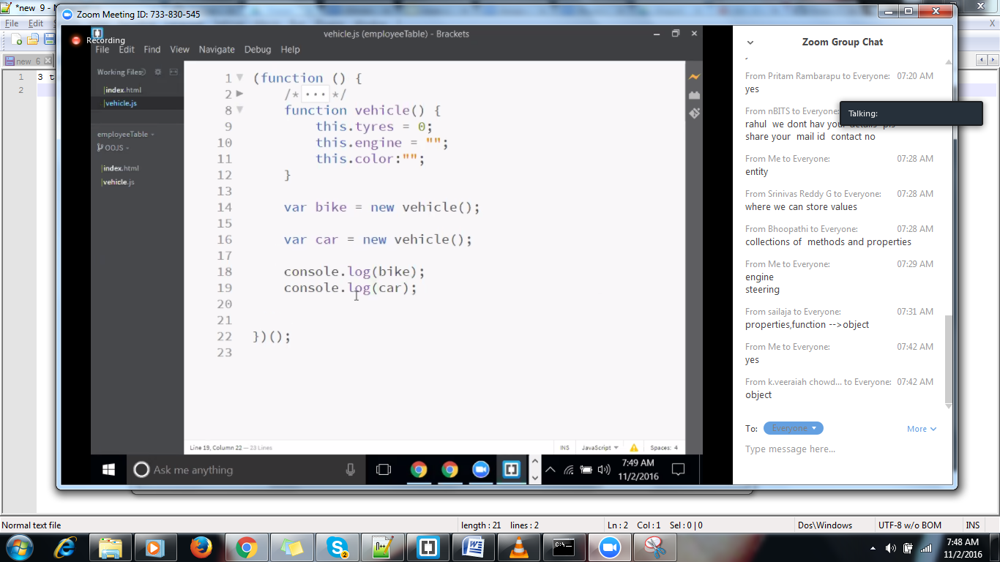 *new 9 - N
Zoom Meeting ID: 733-830-545
File Edit
X
new 6
1 3 t
2
Recording
vehicle.js (employeeTable) - Brackets
File Edit Find View Navigate Debug Help
Working Files
index.html
vehicle.js
employeeTable
OOJS
index.html
vehicle.js
1 (function () {
2 /* ... */
8 function vehicle() {
9 this.tyres = 0;
10 this.engine = "";
11 this.color:"";
12 }
13
14 var bike = new vehicle();
15
16 var car = new vehicle();
17
18 console.log(bike);
19 console.log(car);
20
21
22 })();
23
Line 19, Column 22 — 23 Lines
INS JavaScript Spaces: 4
Ask me anything
7:49 AM
11/2/2016
Zoom Group Chat
From Pritam Rambarapu to Everyone: 07:20 AM
yes
From nBITS to Everyone:
Talking:
rahul we dont hav your details pls
share your mail id contact no
From Me to Everyone: 07:28 AM
entity
From Srinivas Reddy G to Everyone: 07:28 AM
where we can store values
From Bhoopathi to Everyone: 07:28 AM
collections of methods and properties
From Me to Everyone: 07:29 AM
engine
steering
From sailaja to Everyone: 07:31 AM
properties,function -->object
From Me to Everyone: 07:42 AM
yes
From k.veeraiah chowd... to Everyone: 07:42 AM
object
To: Everyone More
Type message here...
Normal text file
length : 21 lines : 2
Ln : 2 Col : 1 Sel : 0 | 0
Dos\Windows
UTF-8 w/o BOM
INS
7:48 AM
11/2/2016